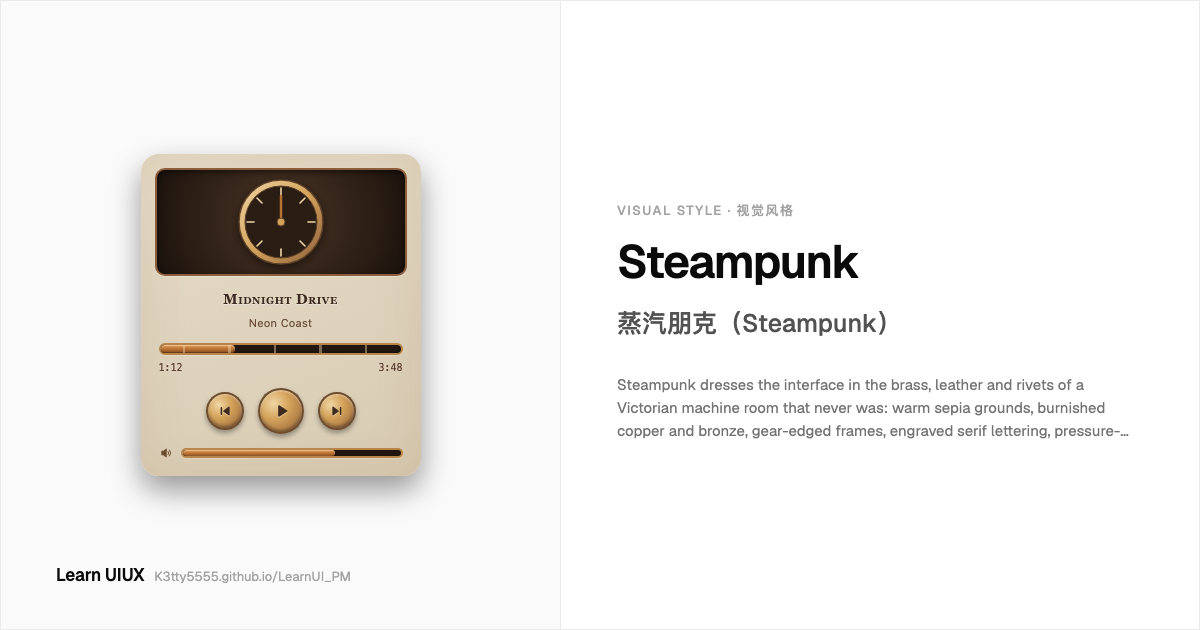 Midnight Drive
Neon Coast
1:12 3:48
Learn UIUX K3tty5555.github.io/LearnUI_PM
VISUAL STYLE · 视觉风格
Steampunk
蒸汽朋克（Steampunk）
Steampunk dresses the interface in the brass, leather and rivets of a
Victorian machine room that never was: warm sepia grounds, burnished
copper and bronze, gear-edged frames, engraved serif lettering, pressure-…